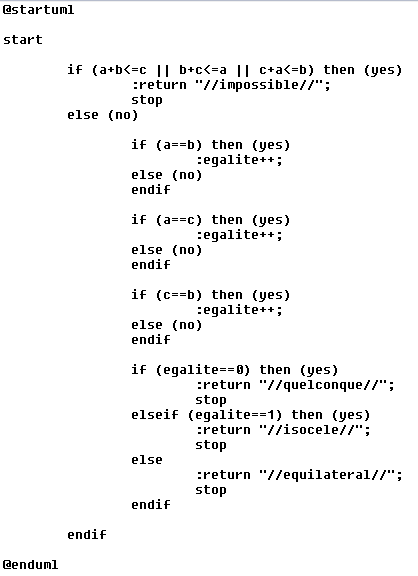 @startuml
start
if (a+b<=c || b+c<=a || c+a<=b) then (yes)
:return "//impossible//";
stop
else (no)
if (a==b) then (yes)
:egalite++;
else (no)
endif
if (a==c) then (yes)
:egalite++;
else (no)
endif
if (c==b) then (yes)
:egalite++;
else (no)
endif
if (egalite==0) then (yes)
:return "//quelconque//";
stop
elseif (egalite==1) then (yes)
:return "//isocele//";
stop
else
:return "//equilateral//";
stop
endif
endif
@enduml